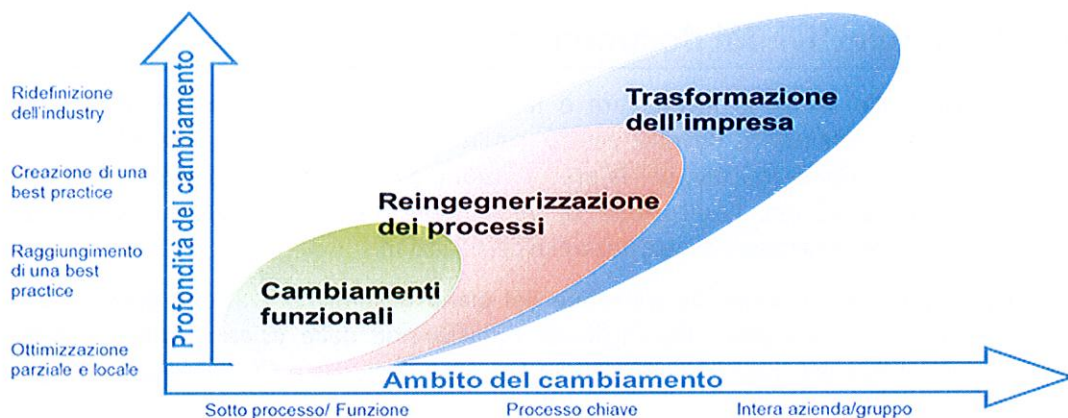 Profondità del cambiamento
Ridefinizione
dell'industry
Creazione di una
best practice
Raggiungimento
di una best
practice
Ottimizzazione
parziale e locale
Trasformazione
dell'impresa
Reingegnerizzazione
dei processi
Cambiamenti
funzionali
Ambito del cambiamento
Sotto processo/ Funzione
Processo chiave
Intera azienda/gruppo